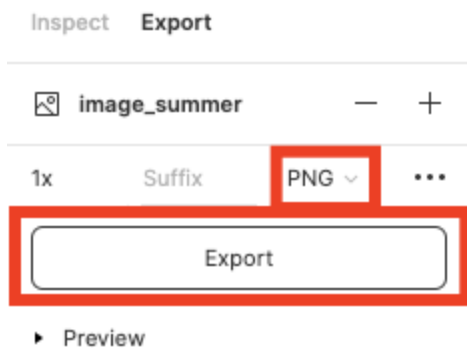 Inspect Export
image_summer
1x Suffix PNG
Export
Preview